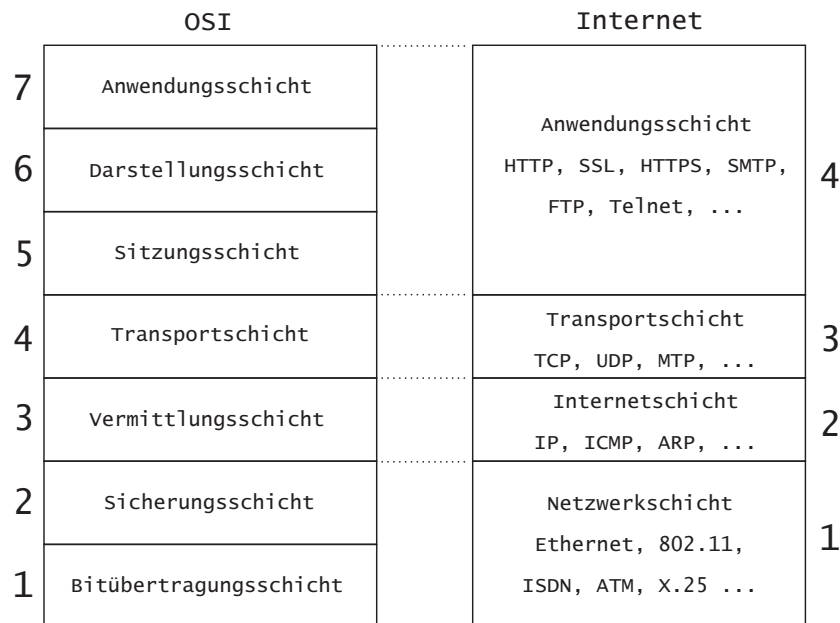 OSI
Internet
7
Anwendungsschicht
6
Darstellungsschicht
5
Sitzungsschicht
4
Transportschicht
3
Vermittlungsschicht
2
Sicherungsschicht
1
Bitübertragungsschicht
Anwendungsschicht
HTTP, SSL, HTTPS, SMTP,
FTP, Telnet, ...
4
Transportschicht
TCP, UDP, MTP, ...
3
Internetschicht
IP, ICMP, ARP, ...
2
Netzwerkschicht
Ethernet, 802.11,
ISDN, ATM, X.25 ...
1